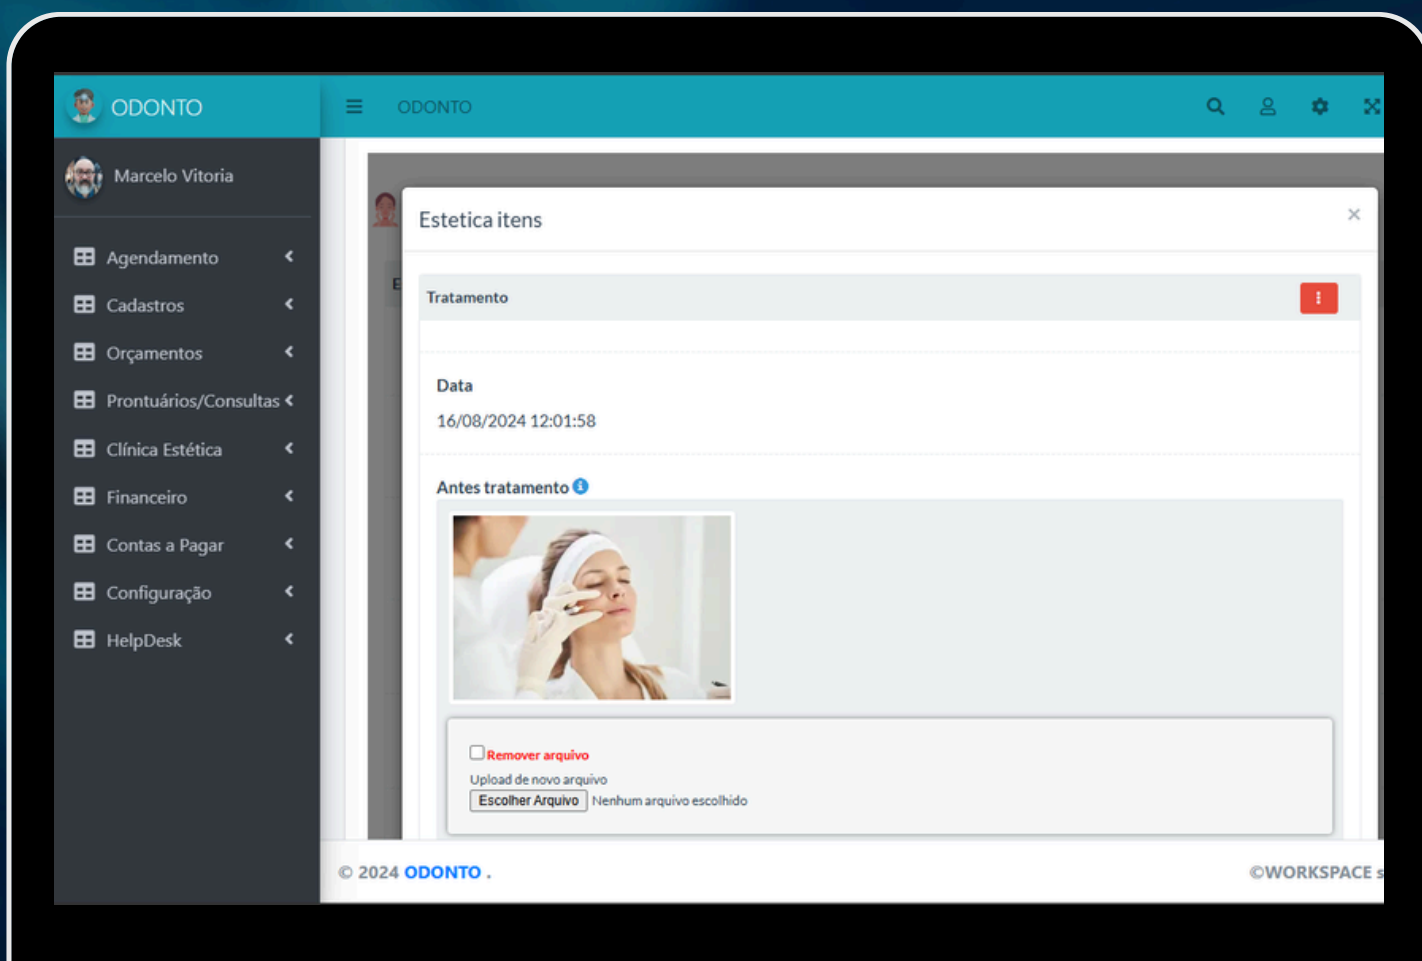 ODONTO
ODONTO
Marcelo Vitoria
Agendamento
Cadastros
Orçamentos
Prontuários/Consultas
Clínica Estética
Financeiro
Contas a Pagar
Configuração
HelpDesk
Estetica itens
×
E
Tratamento
Data
16/08/2024 12:01:58
Antes tratamento
Remover arquivo
Upload de novo arquivo
Escolher Arquivo Nenhum arquivo escolhido
© 2024 ODONTO .
©WORKSPACE s